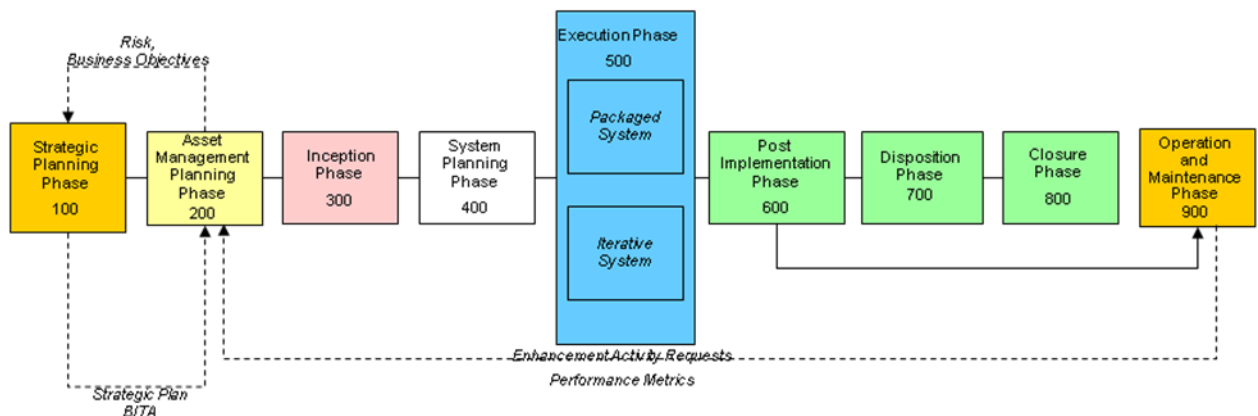 Risk,
Business Objectives
Strategic
Planning
Phase
100
Asset
Management
Planning
Phase
200
Inception
Phase
300
System
Planning
Phase
400
Execution Phase
500
Packaged
System
Iterative
System
Post
Implementation
Phase
600
Disposition
Phase
700
Closure
Phase
800
Operation
and
Maintenance
Phase
900
Enhancement Activity Requests
Performance Metrics
Strategic Plan
BITA